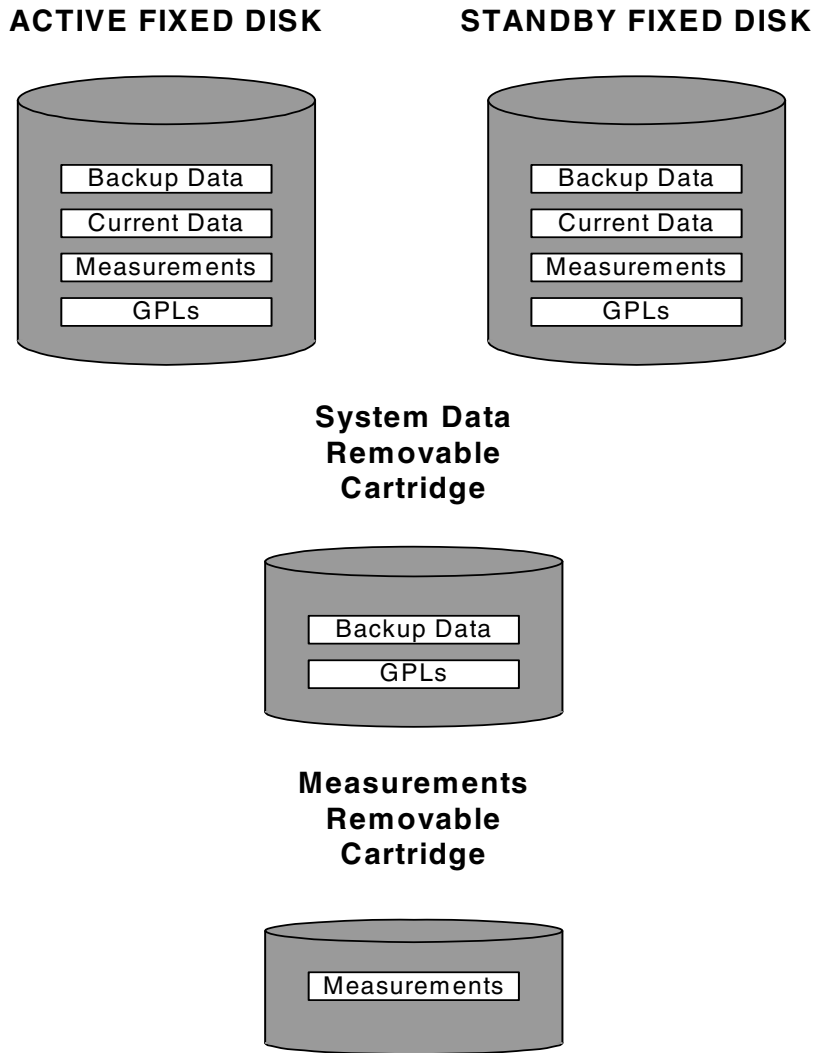 ACTIVE FIXED DISK
STANDBY FIXED DISK
Backup Data
Current Data
Measurements
GPLs
Backup Data
Current Data
Measurements
GPLs
System Data
Removable
Cartridge
Backup Data
GPLs
Measurements
Removable
Cartridge
Measurements